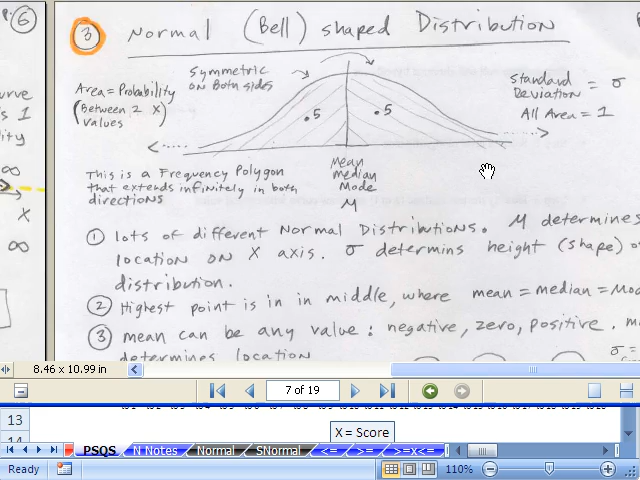 6
3 Normal (Bell) shaped Distribution
Symmetric
on Both sides
Area = Probability
(Between 2 X
values)
Standard
Deviation = σ
All Area = 1
.5 .5
This is a Frequency Polygon
that extends infinitely in both
directions
Mean
median
Mode
M
1 lots of different Normal Distributions. M determines
location on X axis. σ determins height (shape) o
distribution.
2 Highest point is in in middle, where mean = median = Mod
3 mean can be any value: negative, zero, positive. m
determines location
σ =
urve
s 1
ity
∞
X
∞
8.46 x 10.99 in
7 of 19
13
14
X = Score
PSQS N Notes Normal SNormal <= >= >=x<=
Ready
110%